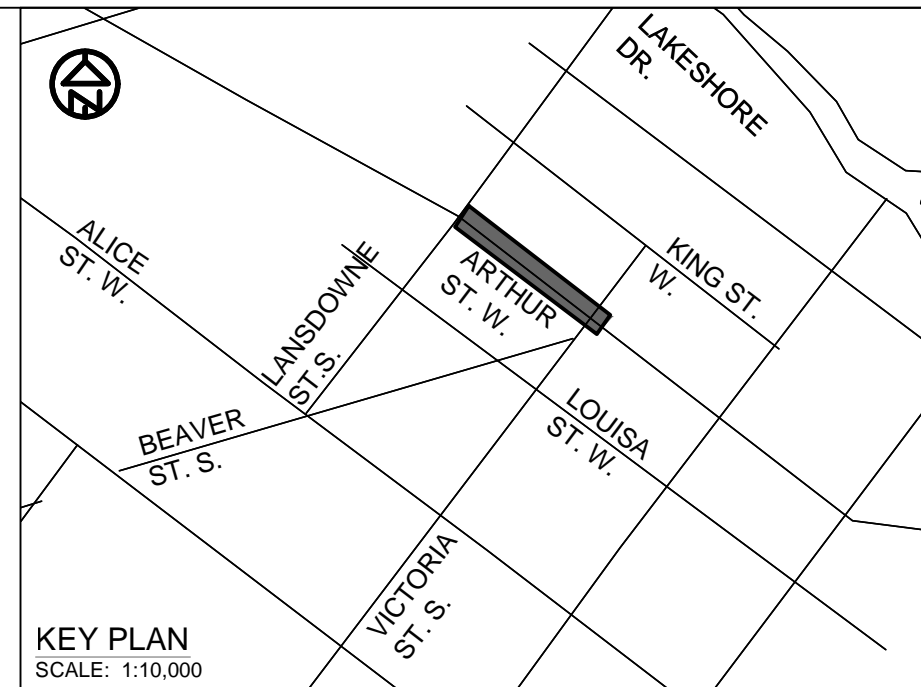 LAKESHORE
DR.
ALICE
ST. W.
LANSDOWNE
ST.S.
ARTHUR
ST. W.
KING ST.
W.
BEAVER
ST. S.
LOUISA
ST. W.
VICTORIA
ST. S.
KEY PLAN
SCALE: 1:10,000
N